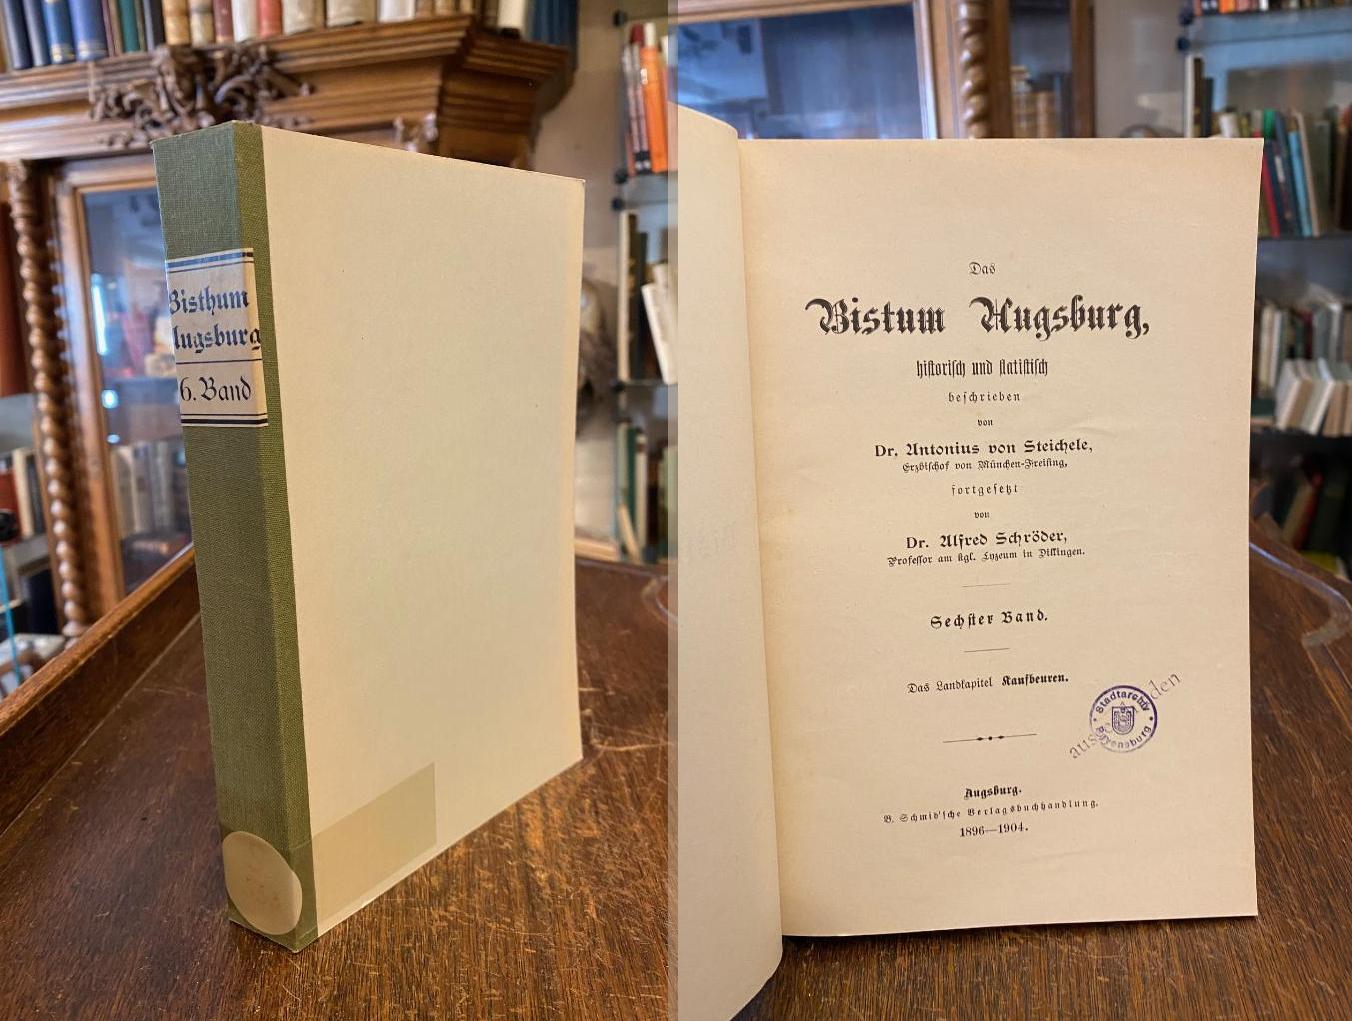 Bisthum
Augsburg
6. Band
Das
Bistum Augsburg,
historisch und statistisch
beschrieben
von
Dr. Antonius von Steichele,
Erzbischof von München-Freising,
fortgesetzt
von
Dr. Alfred Schröder,
Professor am kgl. Lyzeum in Dillingen.
Sechster Band.
Das Landkapitel Kaufbeuren.
Stadtarchiv
Augsburg.
B. Schmid'sche Verlagsbuchhandlung.
1896—1904.